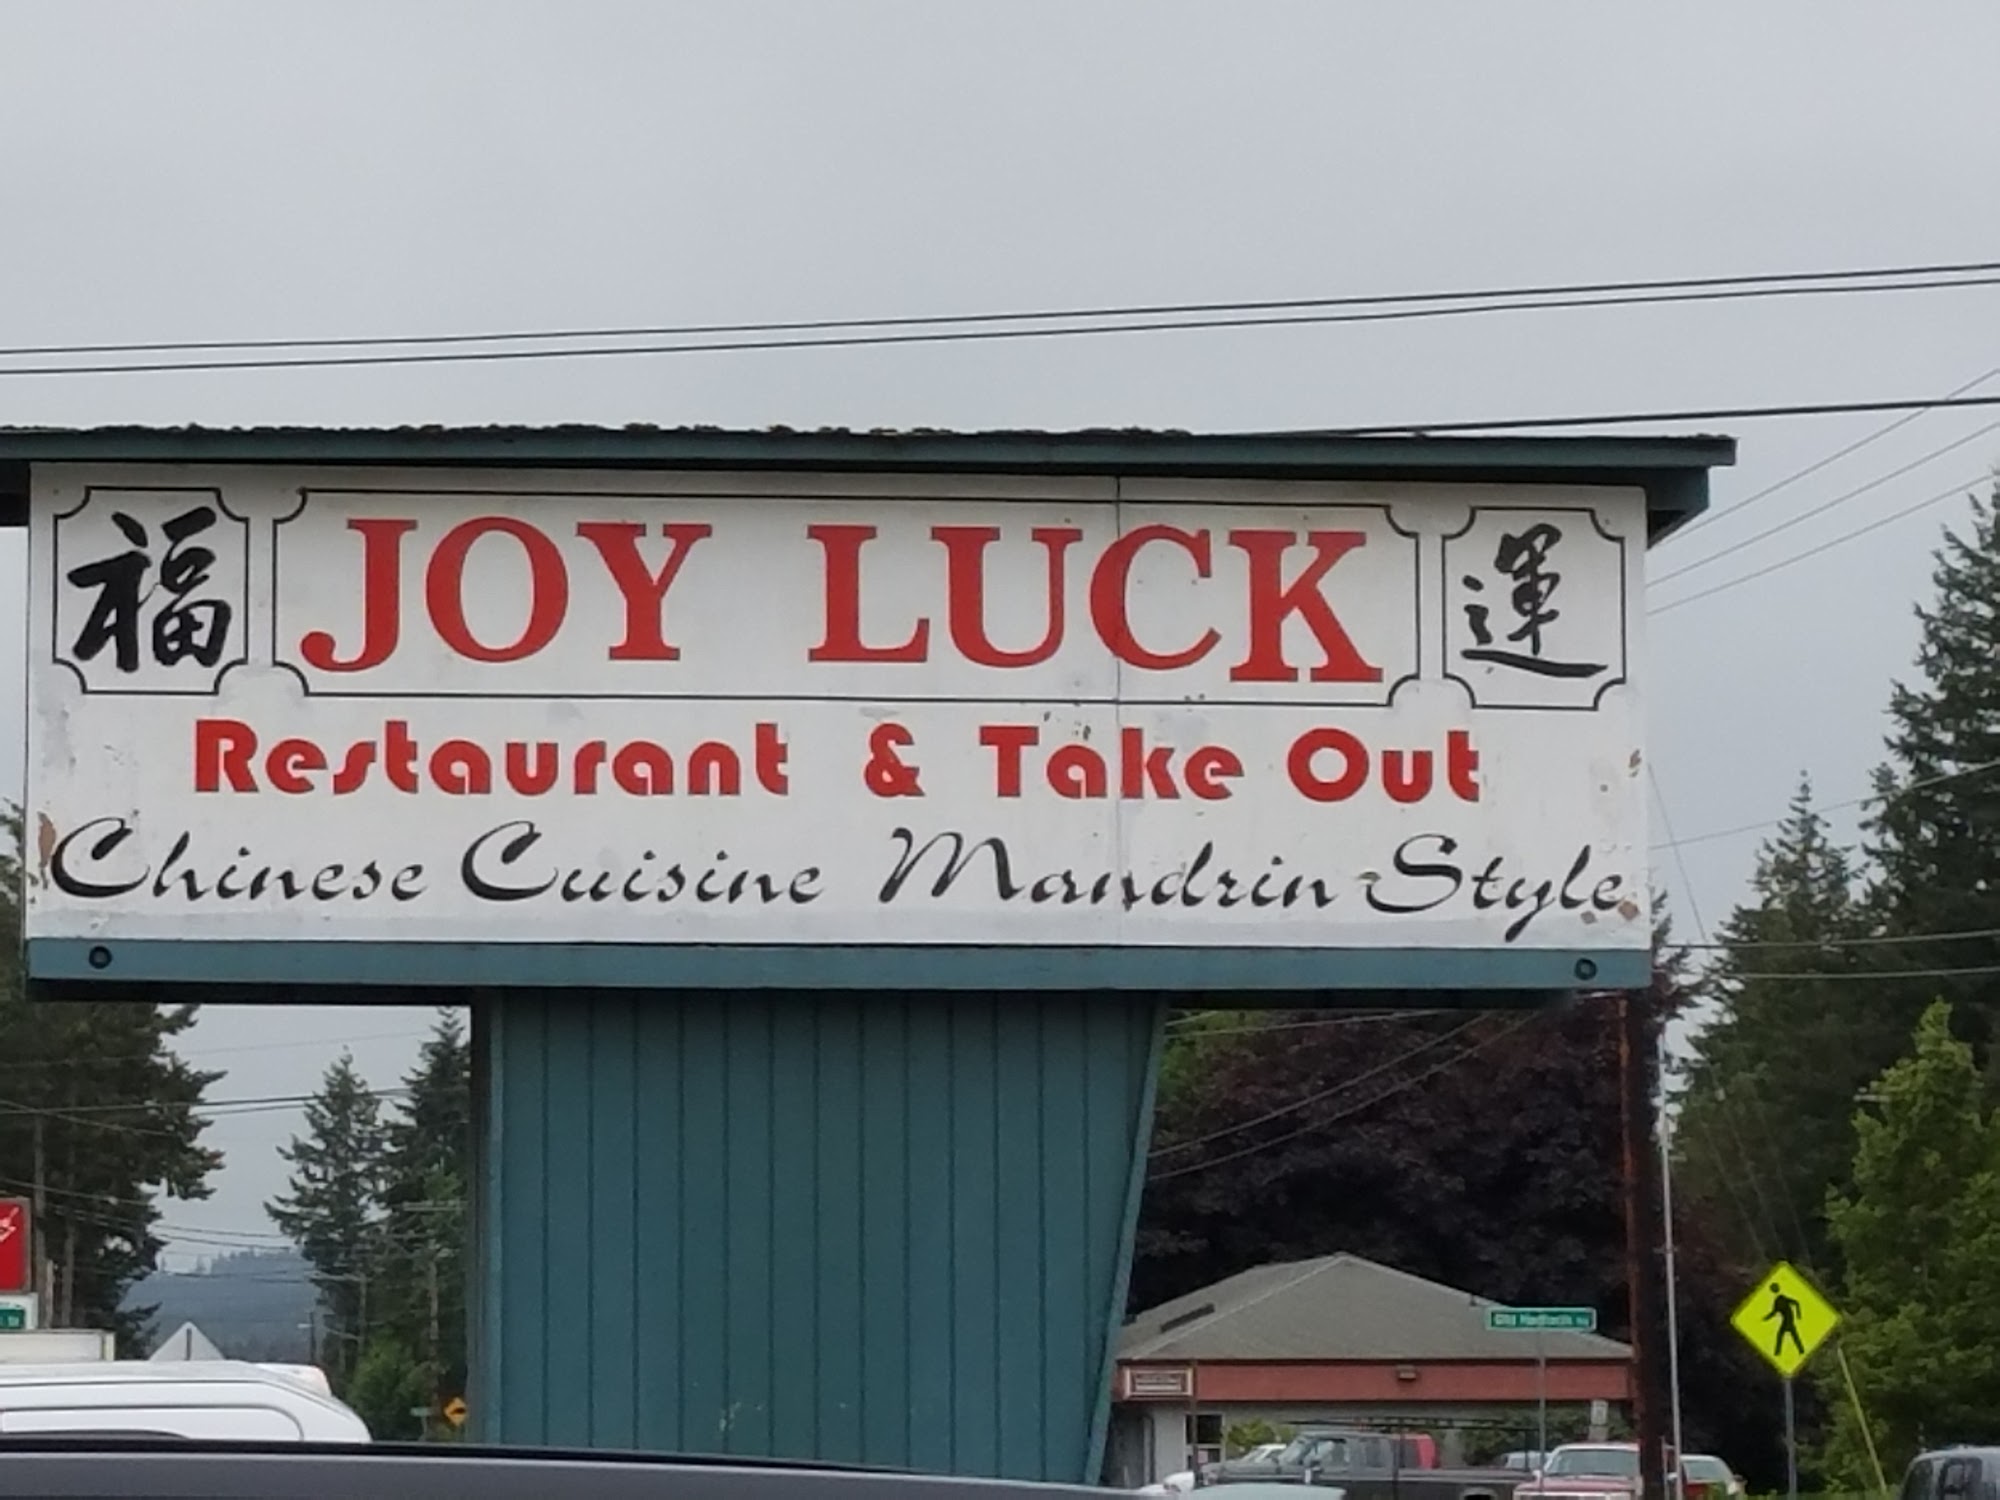 福 JOY LUCK 運
Restaurant & Take Out
Chinese Cuisine Mandrin Style